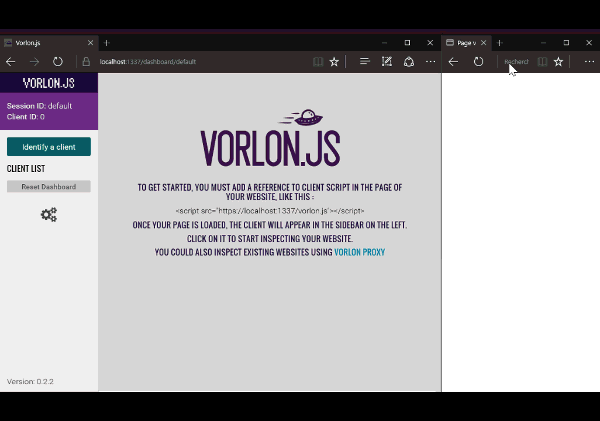 Vorlon.js
Page v
localhost:1337/dashboard/default
Recherch
VORLON.JS
Session ID: default
Client ID: 0
Identify a client
CLIENT LIST
Reset Dashboard
VORLON.JS
TO GET STARTED, YOU MUST ADD A REFERENCE TO CLIENT SCRIPT IN THE PAGE OF
YOUR WEBSITE, LIKE THIS :
<script src="https://localhost:1337/vorlon.js"></script>
ONCE YOUR PAGE IS LOADED, THE CLIENT WILL APPEAR IN THE SIDEBAR ON THE LEFT.
CLICK ON IT TO START INSPECTING YOUR WEBSITE.
YOU COULD ALSO INSPECT EXISTING WEBSITES USING VORLON PROXY
Version: 0.2.2